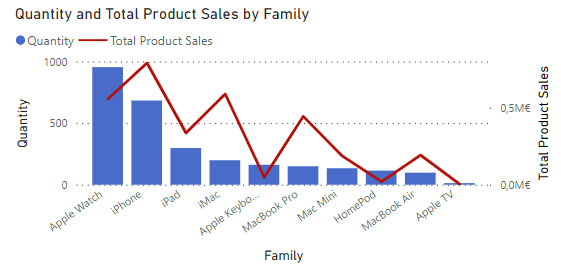 Quantity and Total Product Sales by Family
Quantity Total Product Sales
1000
500
0
Quantity
0,5M€
0,0M€
Total Product Sales
Apple Watch
iPhone
iPad
iMac
Apple Keybo...
MacBook Pro
Mac Mini
HomePod
MacBook Air
Apple TV
Family